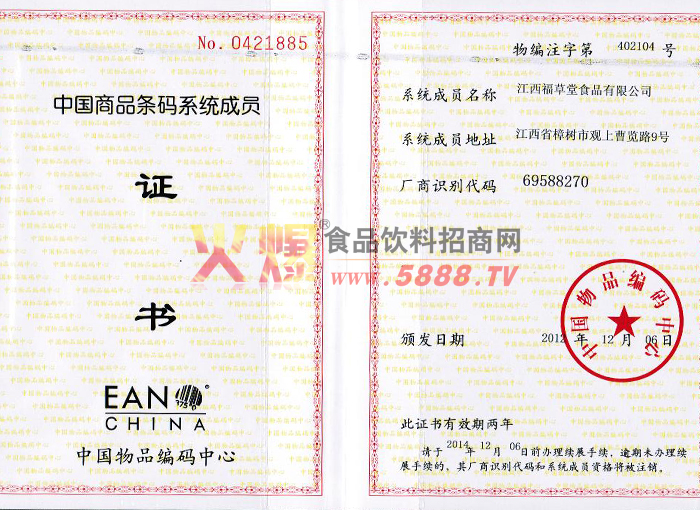 No. 0421885
中国商品条码系统成员
证
书
EAN
CHINA
中国物品编码中心
物编注字第 402104 号
系统成员名称 江西福草堂食品有限公司
系统成员地址 江西省樟树市观上曹览路9号
厂商识别代码 69588270
火爆®食品饮料招商网
www.5888.TV
中国物品编码中心
颁发日期 2012 年 12 月 06 日
此证书有效期两年
请于 2014 年 12 月 06 日前办理续展手续,逾期未办理续
展手续的,其厂商识别代码和系统成员资格将被注销。